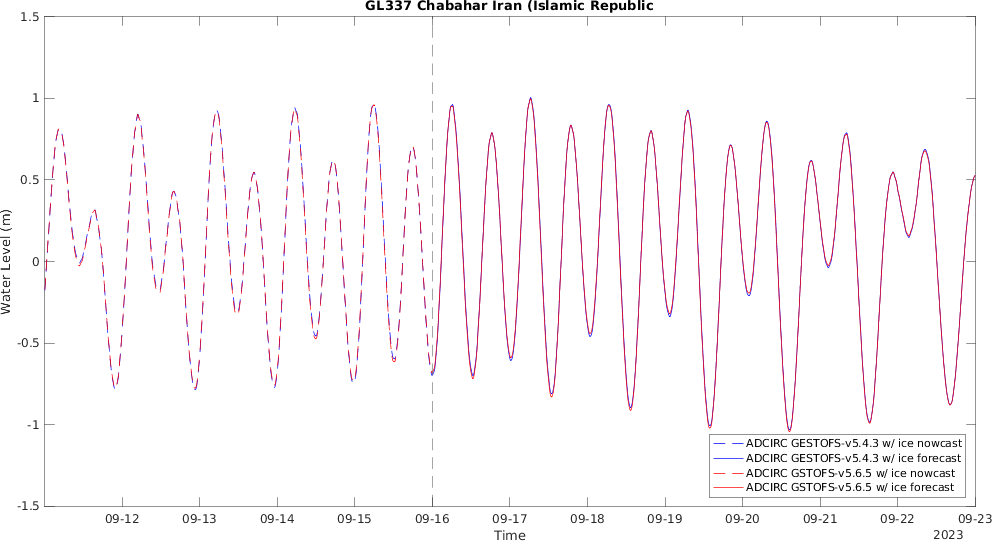 GL337 Chabahar Iran (Islamic Republic
1.5
1
0.5
0
-0.5
-1
-1.5
Water Level (m)
ADCIRC GESTOFS-v5.4.3 w/ ice nowcast
ADCIRC GESTOFS-v5.4.3 w/ ice forecast
ADCIRC GSTOFS-v5.6.5 w/ ice nowcast
ADCIRC GSTOFS-v5.6.5 w/ ice forecast
09-12 09-13 09-14 09-15 09-16 09-17 09-18 09-19 09-20 09-21 09-22 09-23
Time
2023